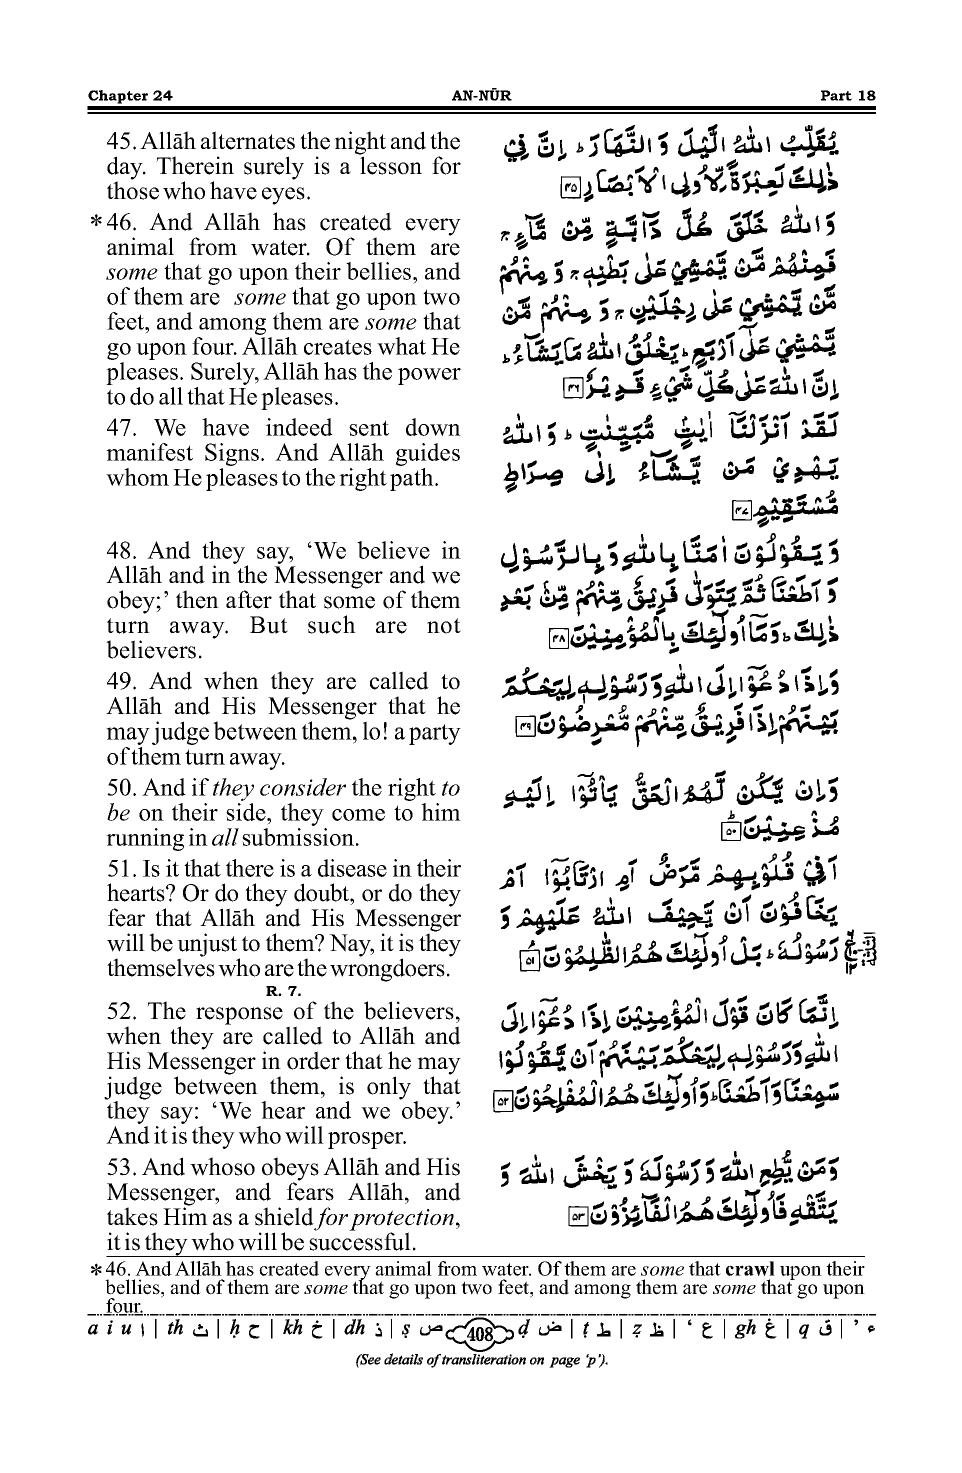 Chapter 24 AN-NŪR Part 18
45. Allāh alternates the night and the
day. Therein surely is a lesson for
those who have eyes.
*46. And Allāh has created every
animal from water. Of them are
some that go upon their bellies, and
of them are some that go upon two
feet, and among them are some that
go upon four. Allāh creates what He
pleases. Surely, Allāh has the power
to do all that He pleases.
47. We have indeed sent down
manifest Signs. And Allāh guides
whom He pleases to the right path.
48. And they say, ‘We believe in
Allāh and in the Messenger and we
obey;’ then after that some of them
turn away. But such are not
believers.
49. And when they are called to
Allāh and His Messenger that he
may judge between them, lo! a party
of them turn away.
50. And if they consider the right to
be on their side, they come to him
running in all submission.
51. Is it that there is a disease in their
hearts? Or do they doubt, or do they
fear that Allāh and His Messenger
will be unjust to them? Nay, it is they
themselves who are the wrongdoers.
R. 7.
52. The response of the believers,
when they are called to Allāh and
His Messenger in order that he may
judge between them, is only that
they say: ‘We hear and we obey.’
And it is they who will prosper.
53. And whoso obeys Allāh and His
Messenger, and fears Allāh, and
takes Him as a shield for protection,
it is they who will be successful.
يُقَلِّبُ اللّٰهُ الَّيْلَ وَ النَّهَارَ ؕ اِنَّ فِيْ
ذٰلِكَ لَعِبْرَةً لِّاُولِي الْاَبْصَارِ ۴۵
وَ اللّٰهُ خَلَقَ كُلَّ دَآبَّةٍ مِّنْ مَّآءٍ ۚ
فَمِنْهُمْ مَّنْ يَّمْشِيْ عَلٰى بَطْنِهٖ ۚ وَ مِنْهُمْ
مَّنْ يَّمْشِيْ عَلٰى رِجْلَيْنِ ۚ وَ مِنْهُمْ مَّنْ
يَّمْشِيْ عَلٰٓى اَرْبَعٍ ؕ يَخْلُقُ اللّٰهُ مَا يَشَآءُ ؕ
اِنَّ اللّٰهَ عَلٰى كُلِّ شَيْءٍ قَدِيْرٌ ۴۶
لَقَدْ اَنْزَلْنَآ اٰيٰتٍ مُّبَيِّنٰتٍ ؕ وَ اللّٰهُ
يَهْدِيْ مَنْ يَّشَآءُ اِلٰى صِرَاطٍ
مُّسْتَقِيْمٍ ۴۷
وَ يَقُوْلُوْنَ اٰمَنَّا بِاللّٰهِ وَ بِالرَّسُوْلِ
وَ اَطَعْنَا ثُمَّ يَتَوَلّٰى فَرِيْقٌ مِّنْهُمْ مِّنْۢ بَعْدِ
ذٰلِكَ ؕ وَ مَآ اُولٰٓئِكَ بِالْمُؤْمِنِيْنَ ۴۸
وَ اِذَا دُعُوْٓا اِلَى اللّٰهِ وَ رَسُوْلِهٖ لِيَحْكُمَ
بَيْنَهُمْ اِذَا فَرِيْقٌ مِّنْهُمْ مُّعْرِضُوْنَ ۴۹
وَ اِنْ يَّكُنْ لَّهُمُ الْحَقُّ يَاْتُوْٓا اِلَيْهِ
مُذْعِنِيْنَ ۵۰
اَفِيْ قُلُوْبِهِمْ مَّرَضٌ اَمِ ارْتَابُوْٓا اَمْ
يَخَافُوْنَ اَنْ يَّحِيْفَ اللّٰهُ عَلَيْهِمْ وَ
رَسُوْلُهٗ ؕ بَلْ اُولٰٓئِكَ هُمُ الظّٰلِمُوْنَ ۵۱
اِنَّمَا كَانَ قَوْلَ الْمُؤْمِنِيْنَ اِذَا دُعُوْٓا اِلَى
اللّٰهِ وَ رَسُوْلِهٖ لِيَحْكُمَ بَيْنَهُمْ اَنْ يَّقُوْلُوْا
سَمِعْنَا وَ اَطَعْنَا ؕ وَ اُولٰٓئِكَ هُمُ الْمُفْلِحُوْنَ ۵۲
وَ مَنْ يُّطِعِ اللّٰهَ وَ رَسُوْلَهٗ وَ يَخْشَ اللّٰهَ وَ
يَتَّقْهِ فَاُولٰٓئِكَ هُمُ الْفَآئِزُوْنَ ۵۳
*46. And Allāh has created every animal from water. Of them are some that crawl upon their
bellies, and of them are some that go upon two feet, and among them are some that go upon
four.
a i u ا | th ث | ḥ ح | kh خ | dh ذ | ṣ ص 408 ḍ ض | ṭ ط | ẓ ظ | ‘ ع | gh غ | q ق | ’ ء
(See details of transliteration on page ‘p’).